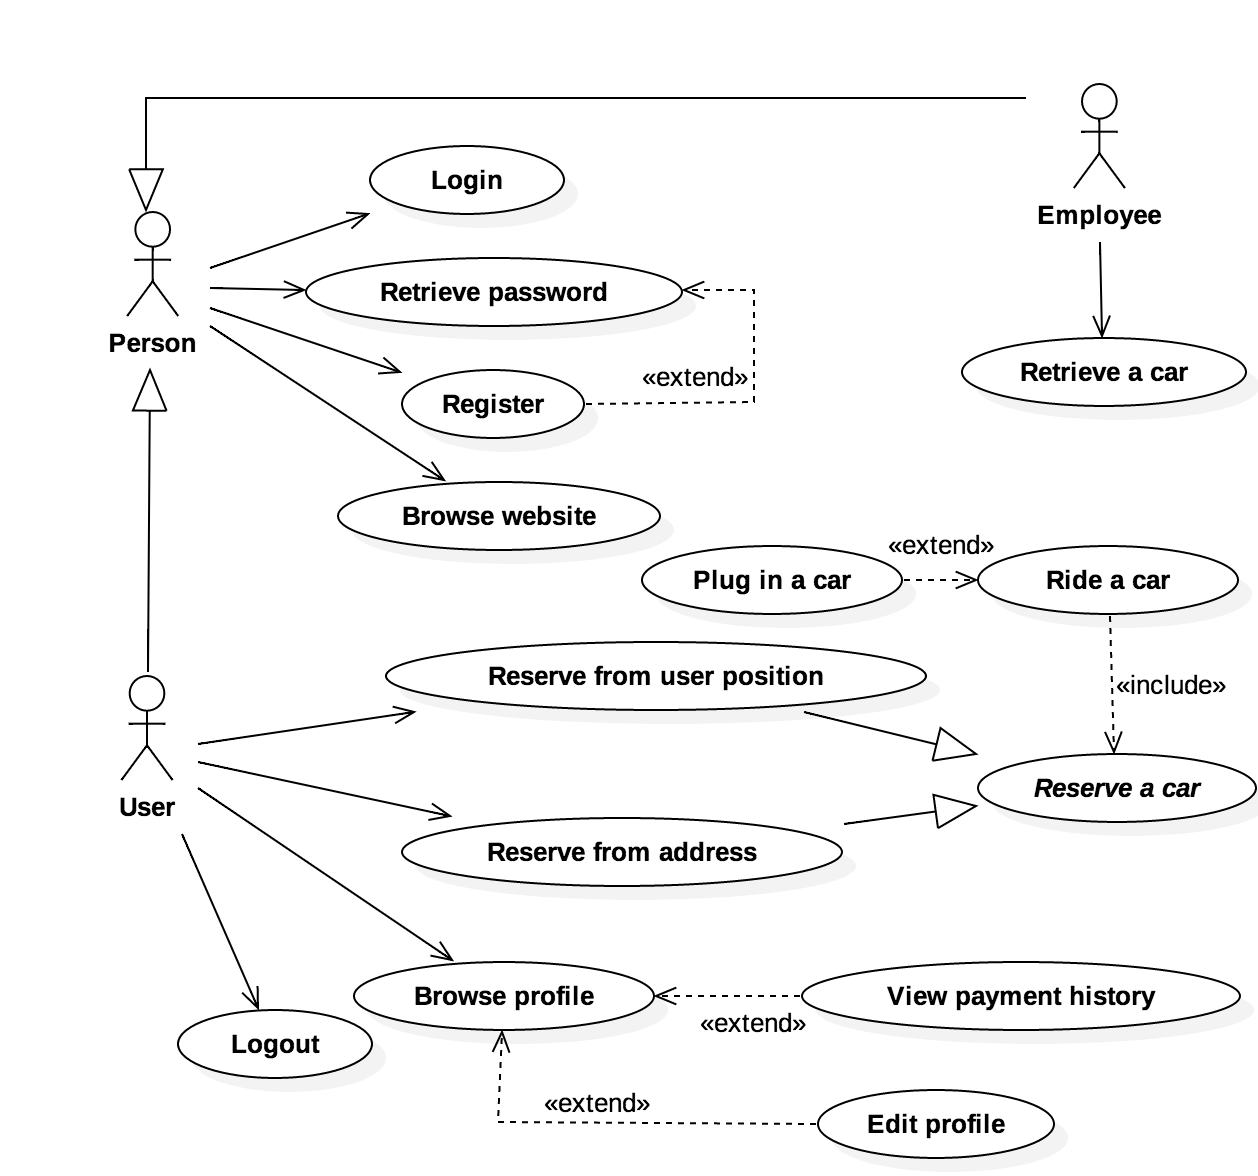 Login
Employee
Retrieve password
Person
Retrieve a car
«extend»
Register
Browse website
«extend»
Plug in a car
Ride a car
Reserve from user position
«include»
Reserve a car
User
Reserve from address
Browse profile
View payment history
«extend»
Logout
«extend»
Edit profile